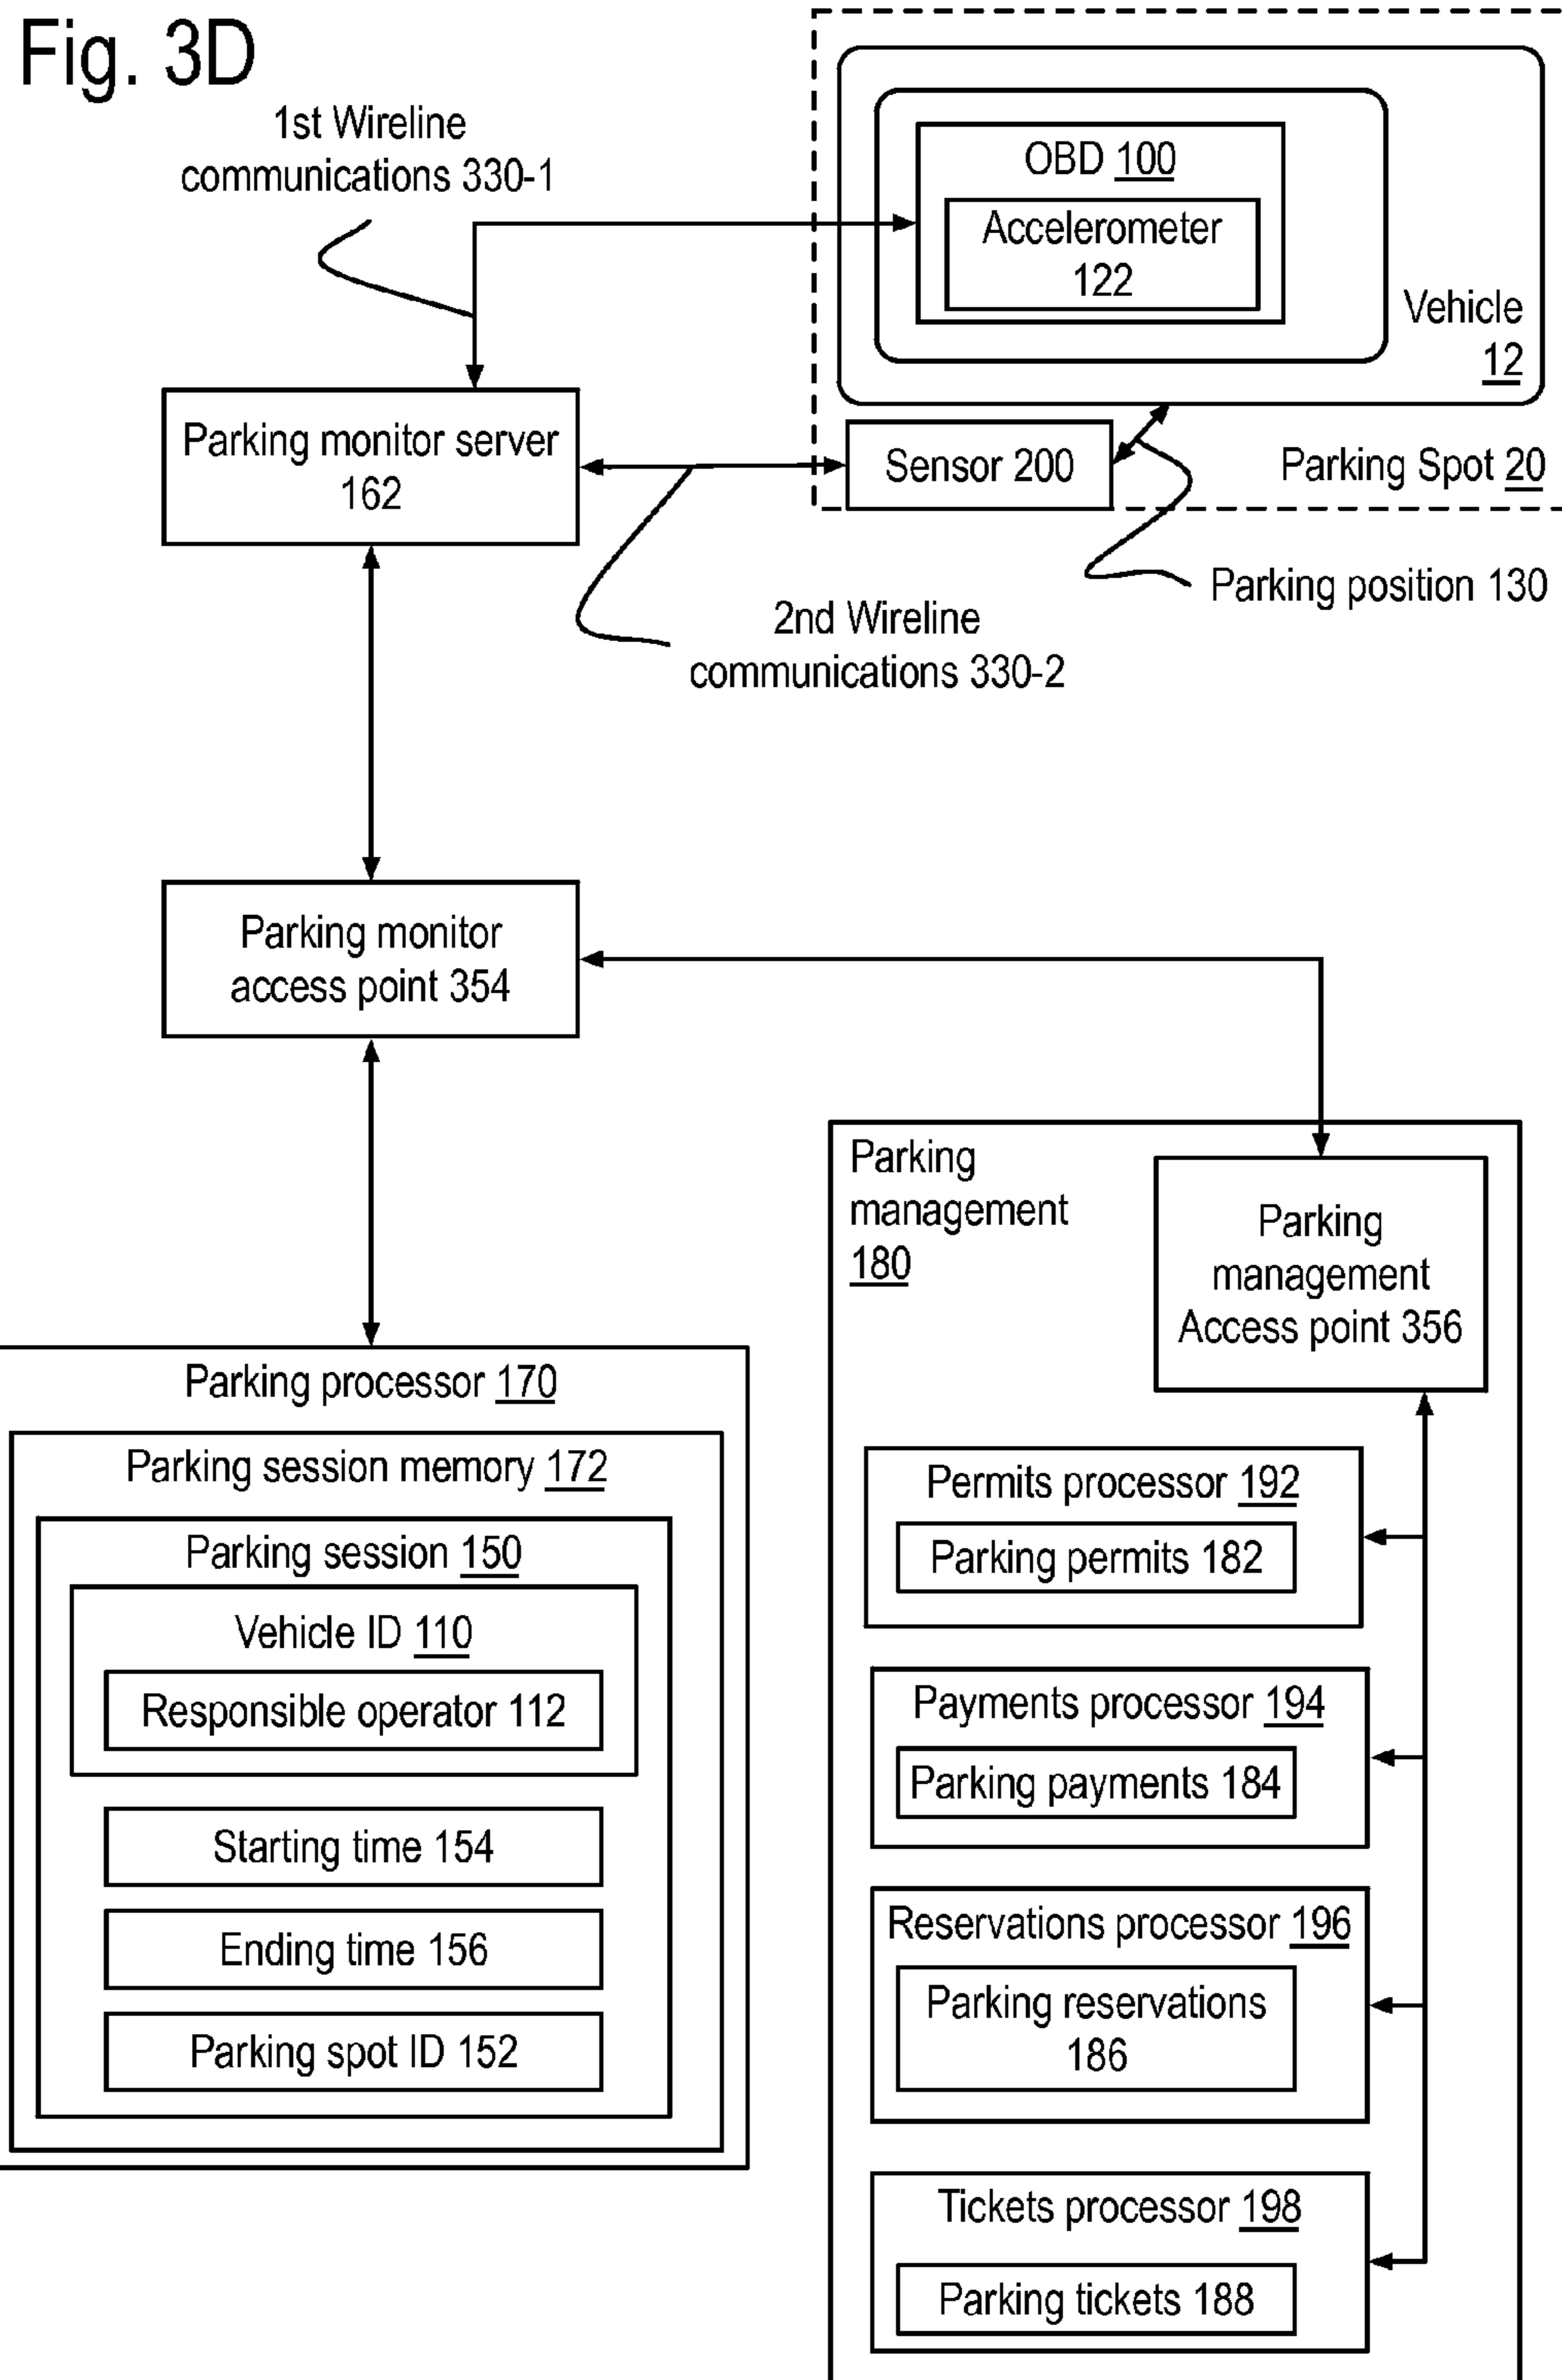 Fig. 3D
1st Wireline
communications 330-1
OBD 100
Accelerometer
122
Vehicle
12
Parking monitor server
162
Sensor 200
Parking Spot 20
Parking position 130
2nd Wireline
communications 330-2
Parking monitor
access point 354
Parking
management
180
Parking
management
Access point 356
Parking processor 170
Parking session memory 172
Parking session 150
Vehicle ID 110
Responsible operator 112
Starting time 154
Ending time 156
Parking spot ID 152
Permits processor 192
Parking permits 182
Payments processor 194
Parking payments 184
Reservations processor 196
Parking reservations
186
Tickets processor 198
Parking tickets 188